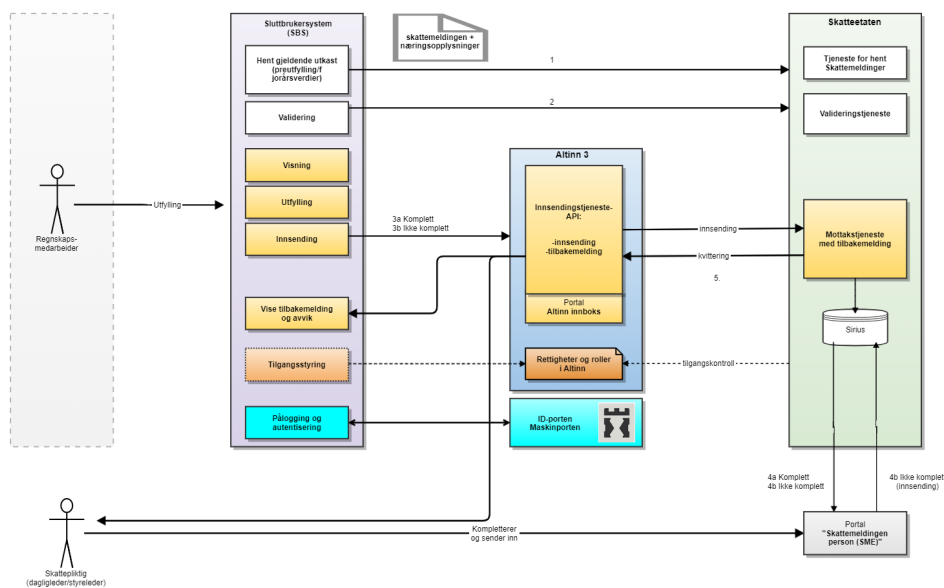 Sluttbrukersystem
(SBS)
skattemeldingen +
næringsopplysninger
Skatteetaten
Hent gjeldende utkast
(preutfylling/f
jorårsverdier)
1
Tjeneste for hent
Skattemeldinger
Validering
2
Valideringstjeneste
Visning
Altinn 3
Utfylling
Utfylling
Innsending
3a Komplett
3b Ikke komplett
Innsendingstjeneste-
API:
-innsending
-tilbakemelding
innsending
Mottakstjeneste
med tilbakemelding
kvittering
5.
Regnskaps-
medarbeider
Vise tilbakemelding
og avvik
Portal
Altinn innboks
Sirius
Tilgangsstyring
Rettigheter og roller
i Altinn
tilgangskontroll
Pålogging og
autentisering
ID-porten
Maskinporten
4a Komplett
4b Ikke komplett
4b Ikke komplet
(innsending)
Kompletterer
og sender inn
Portal
"Skattemeldingen
person (SME)"
Skattepliktig
(dagligleder/styreleder)